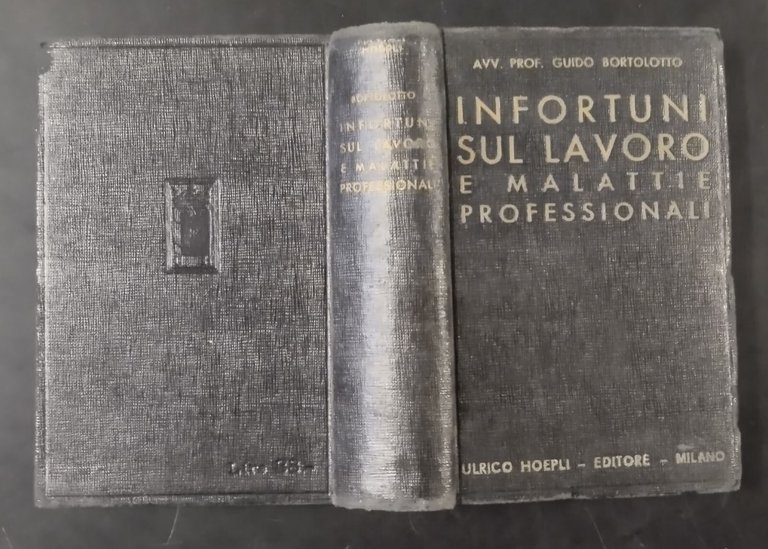 BORTOLOTTO
INFORTUNI
SUL LAVORO
E MALATTIE
PROFESSIONALI
AVV. PROF. GUIDO BORTOLOTTO
INFORTUNI
SUL LAVORO
E MALATTIE
PROFESSIONALI
ULRICO HOEPLI - EDITORE - MILANO
Lire